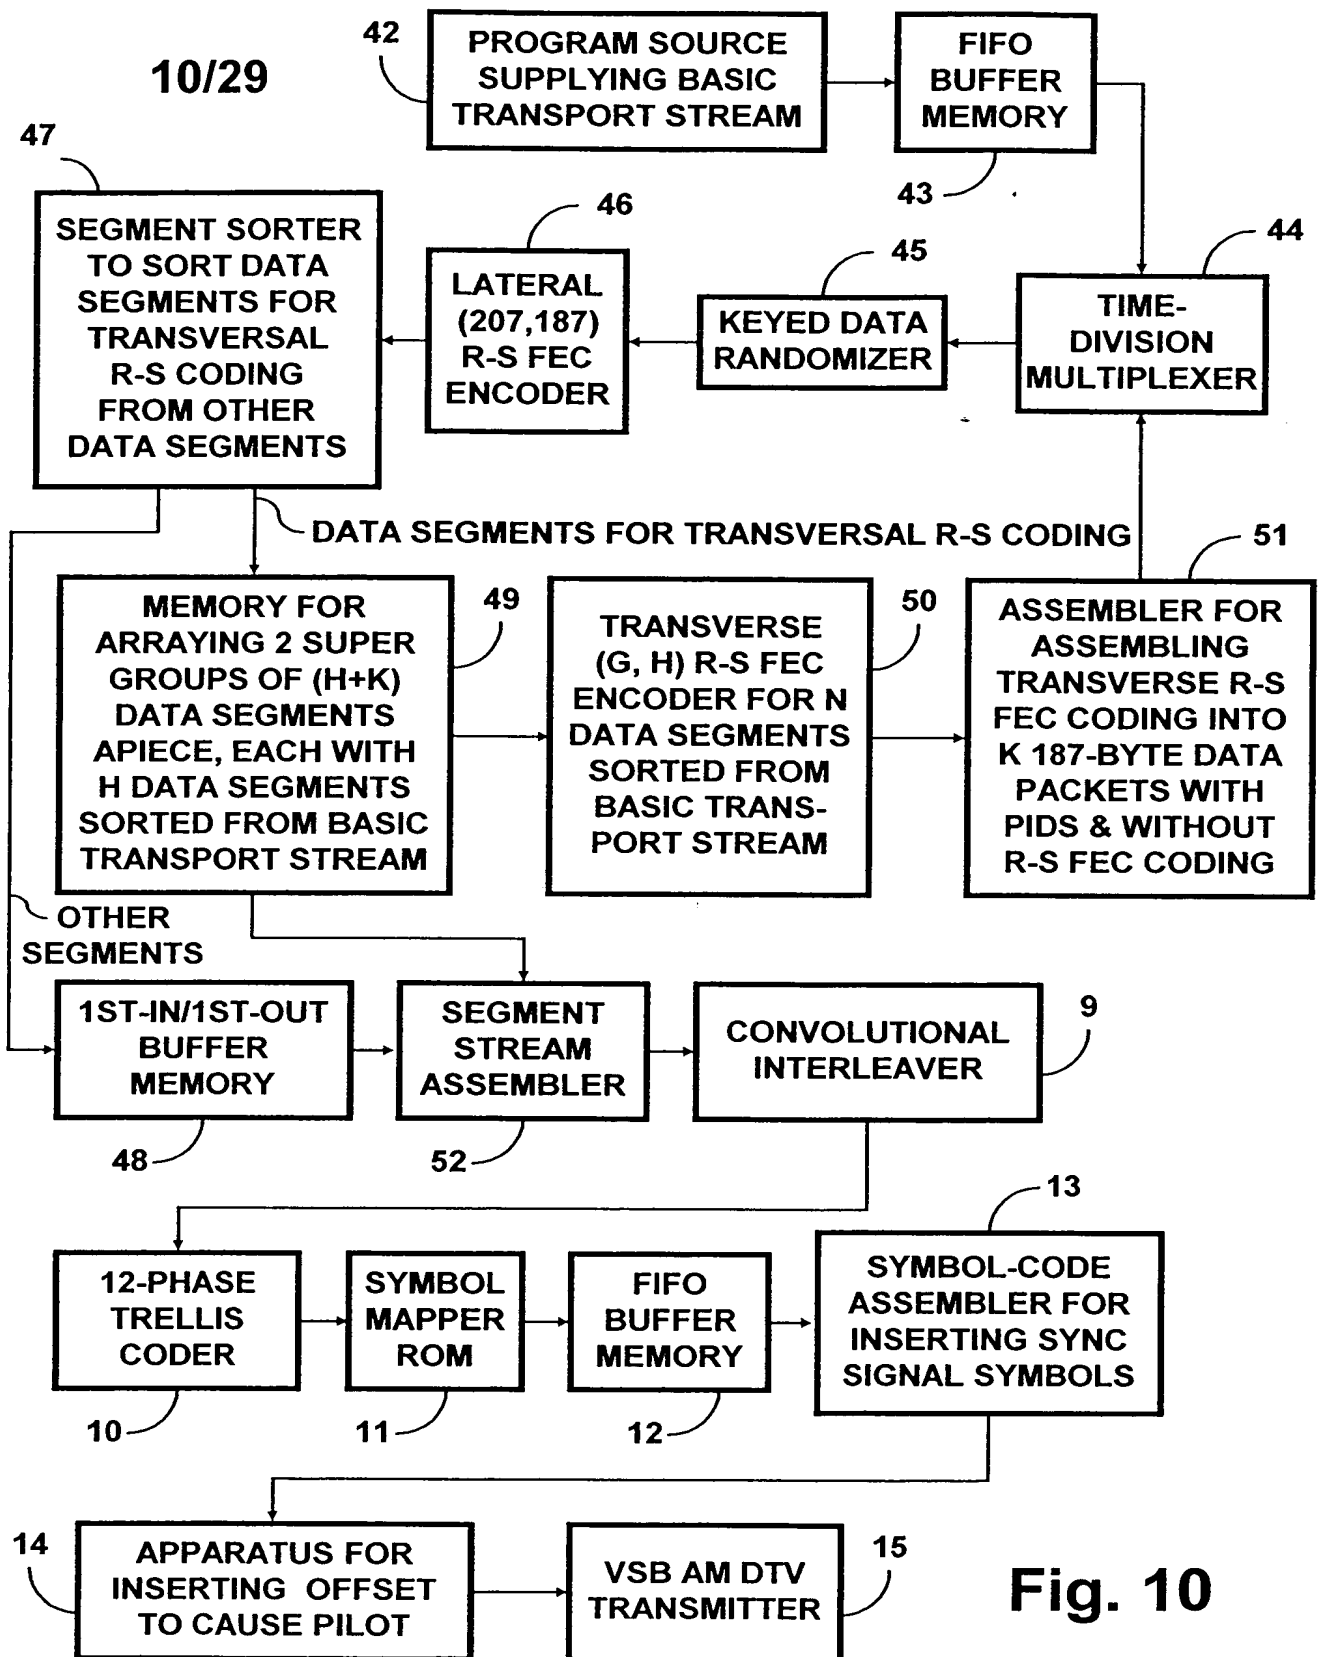 10/29
42
PROGRAM SOURCE
SUPPLYING BASIC
TRANSPORT STREAM
FIFO
BUFFER
MEMORY
43
47
SEGMENT SORTER
TO SORT DATA
SEGMENTS FOR
TRANSVERSAL
R-S CODING
FROM OTHER
DATA SEGMENTS
46
LATERAL
(207,187)
R-S FEC
ENCODER
45
KEYED DATA
RANDOMIZER
44
TIME-
DIVISION
MULTIPLEXER
DATA SEGMENTS FOR TRANSVERSAL R-S CODING
MEMORY FOR
ARRAYING 2 SUPER
GROUPS OF (H+K)
DATA SEGMENTS
APIECE, EACH WITH
H DATA SEGMENTS
SORTED FROM BASIC
TRANSPORT STREAM
49
TRANSVERSE
(G, H) R-S FEC
ENCODER FOR N
DATA SEGMENTS
SORTED FROM
BASIC TRANS-
PORT STREAM
50
51
ASSEMBLER FOR
ASSEMBLING
TRANSVERSE R-S
FEC CODING INTO
K 187-BYTE DATA
PACKETS WITH
PIDS & WITHOUT
R-S FEC CODING
OTHER
SEGMENTS
1ST-IN/1ST-OUT
BUFFER
MEMORY
48
SEGMENT
STREAM
ASSEMBLER
52
CONVOLUTIONAL
INTERLEAVER
9
12-PHASE
TRELLIS
CODER
10
SYMBOL
MAPPER
ROM
11
FIFO
BUFFER
MEMORY
12
13
SYMBOL-CODE
ASSEMBLER FOR
INSERTING SYNC
SIGNAL SYMBOLS
14
APPARATUS FOR
INSERTING OFFSET
TO CAUSE PILOT
VSB AM DTV
TRANSMITTER
15
Fig. 10